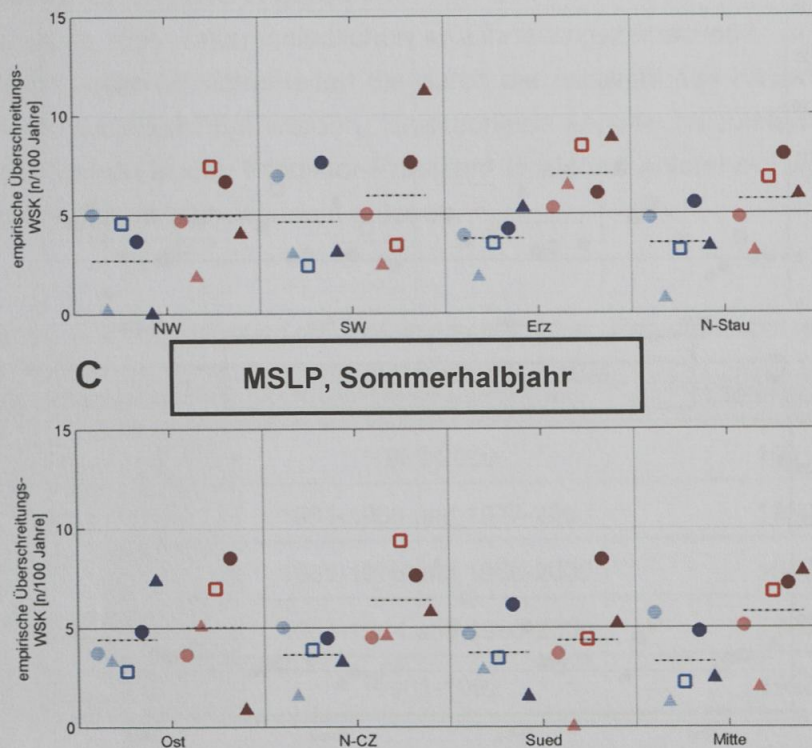 15
10
5
0
empirische Überschreitungs-
WSK [n/100 Jahre]
NW
SW
Erz
N-Stau
C
MSLP, Sommerhalbjahr
15
10
5
0
empirische Überschreitungs-
WSK [n/100 Jahre]
Ost
N-CZ
Sued
Mitte